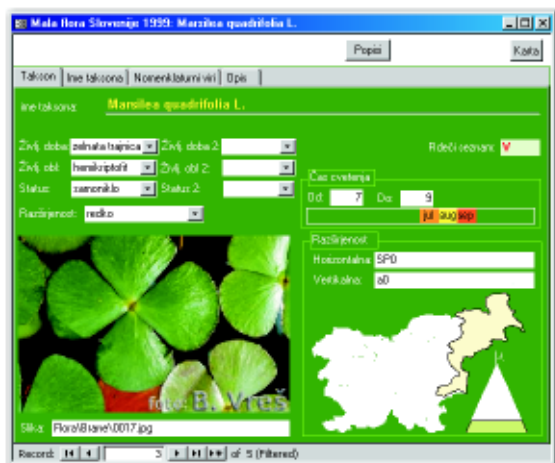 Mala flora Slovenije 1999: Marsilea quadrifolia L.
Popisi Karta
Takson Ime taksona Nomenklaturni viri Opis
ime taksona: Marsilea quadrifolia L.
Življ. doba: zelnata trajnica Življ. doba 2: Rdeči seznam: V
Življ. obl: hemikriptofit Življ. obl 2:
Status: samoniklo Status 2:
Razširjenost: redko
Čas cvetenja
Od: 7 Do: 9
jul avg sep
Razširjenost
Horizontalna: SPD
Vertikalna: a0
foto: B. Vreš
Slika: Flora\Brane\0017.jpg
Record: 3 of 5 (Filtered)